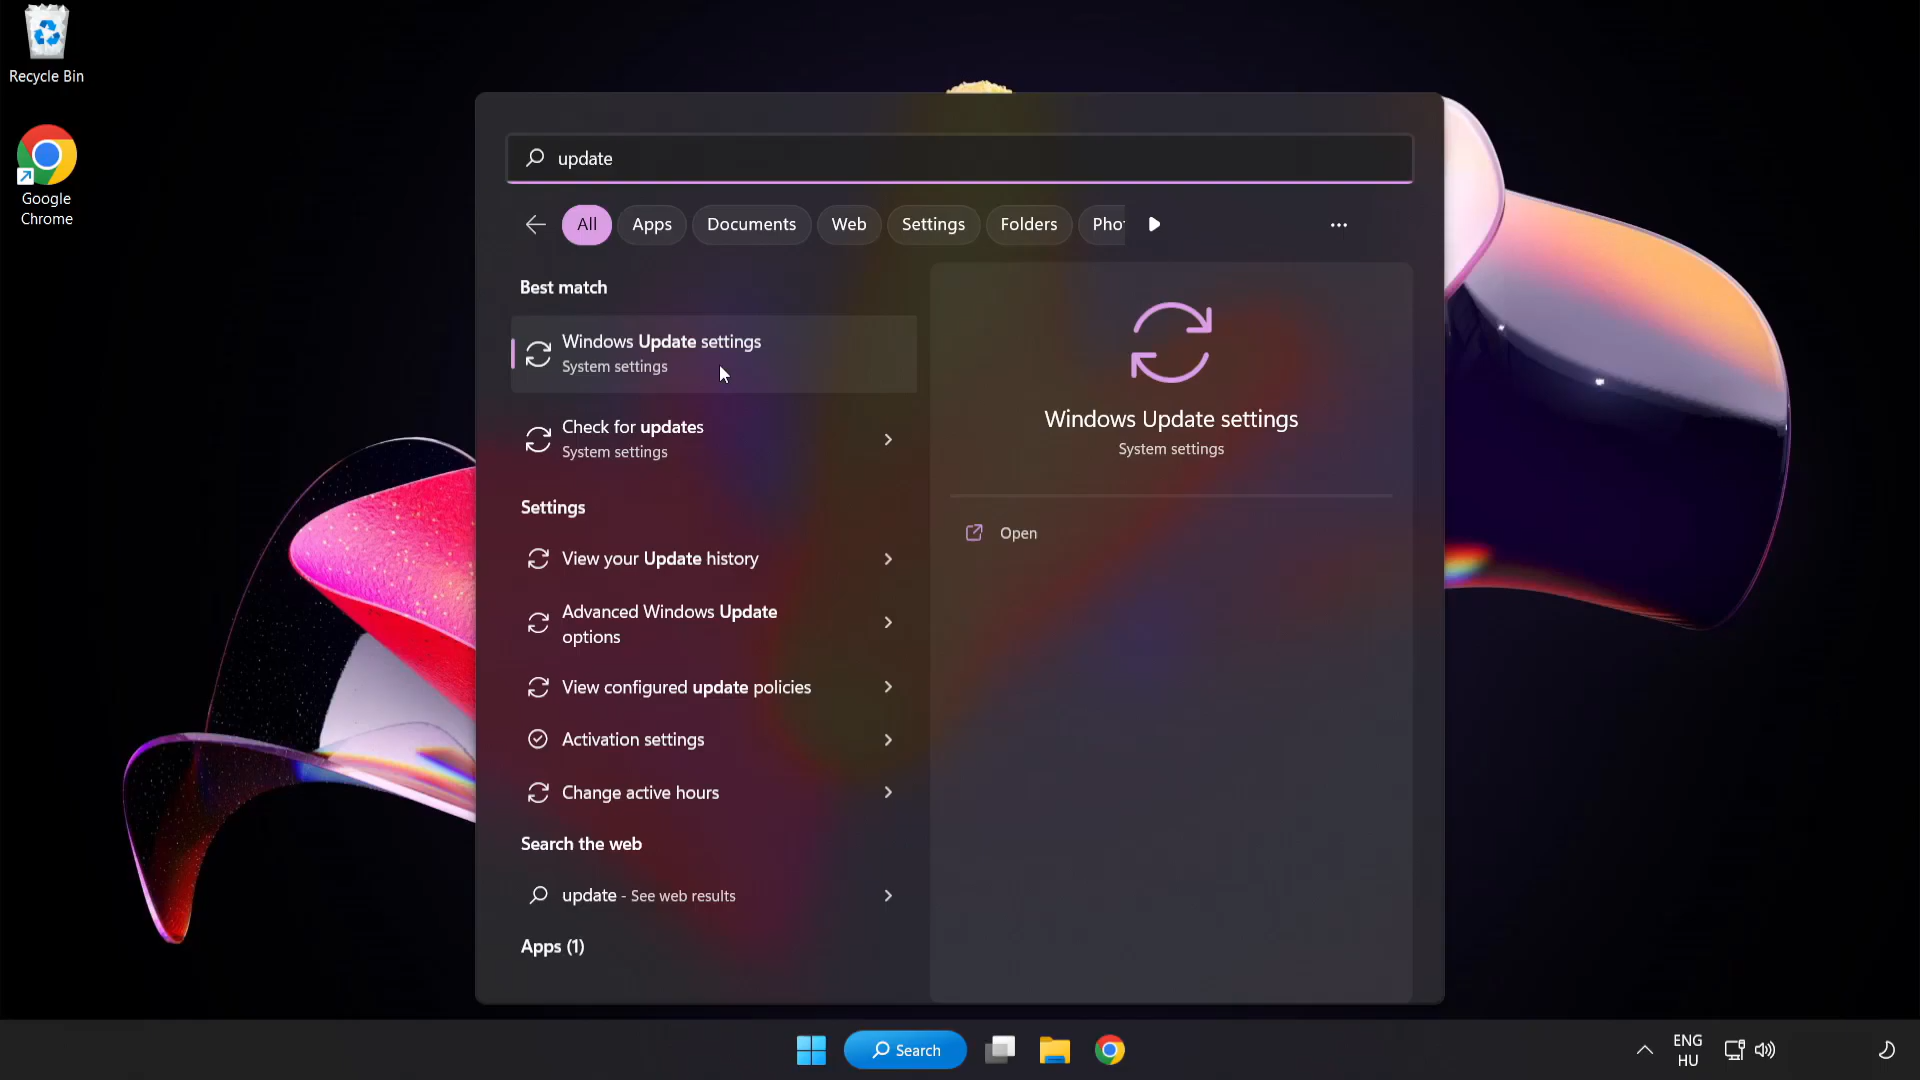 Recycle Bin
Google
Chrome
update
All
Apps
Documents
Web
Settings
Folders
Best match
Windows Update settings
System settings
Check for updates
System settings
Settings
View your Update history
Advanced Windows Update
options
View configured update policies
Activation settings
Change active hours
Search the web
update - See web results
Apps (1)
Windows Update settings
System settings
Open
Search
ENG
HU